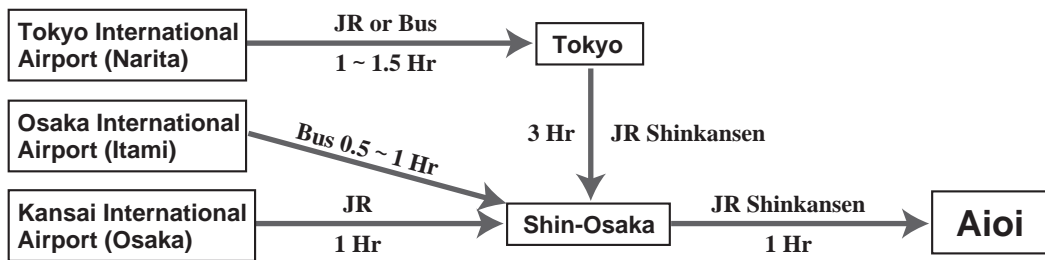 Tokyo International
Airport (Narita)
JR or Bus
1 ~ 1.5 Hr
Tokyo
3 Hr
JR Shinkansen
Osaka International
Airport (Itami)
Bus 0.5 ~ 1 Hr
Kansai International
Airport (Osaka)
JR
1 Hr
Shin-Osaka
JR Shinkansen
1 Hr
Aioi